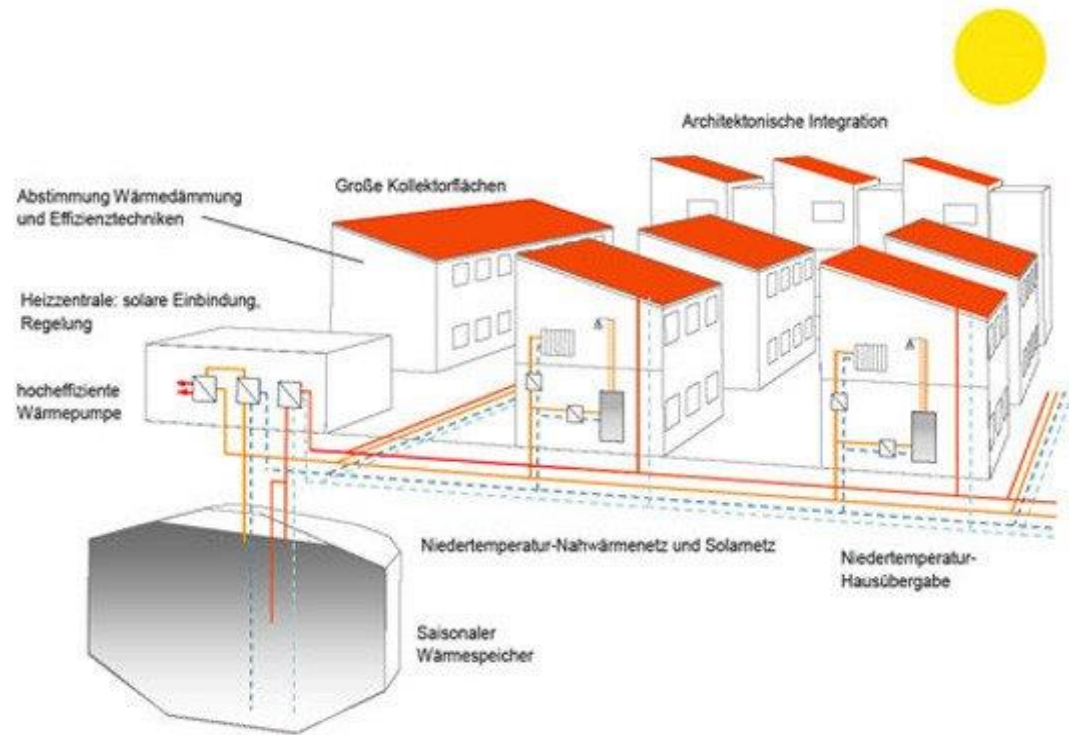 Architektonische Integration
Große Kollektorflächen
Abstimmung Wärmedämmung
und Effizienztechniken
Heizzentrale: solare Einbindung,
Regelung
hocheffiziente
Wärmepumpe
Niedertemperatur-Nahwärmenetz und Solarnetz
Niedertemperatur-
Hausübergabe
Saisonaler
Wärmespeicher